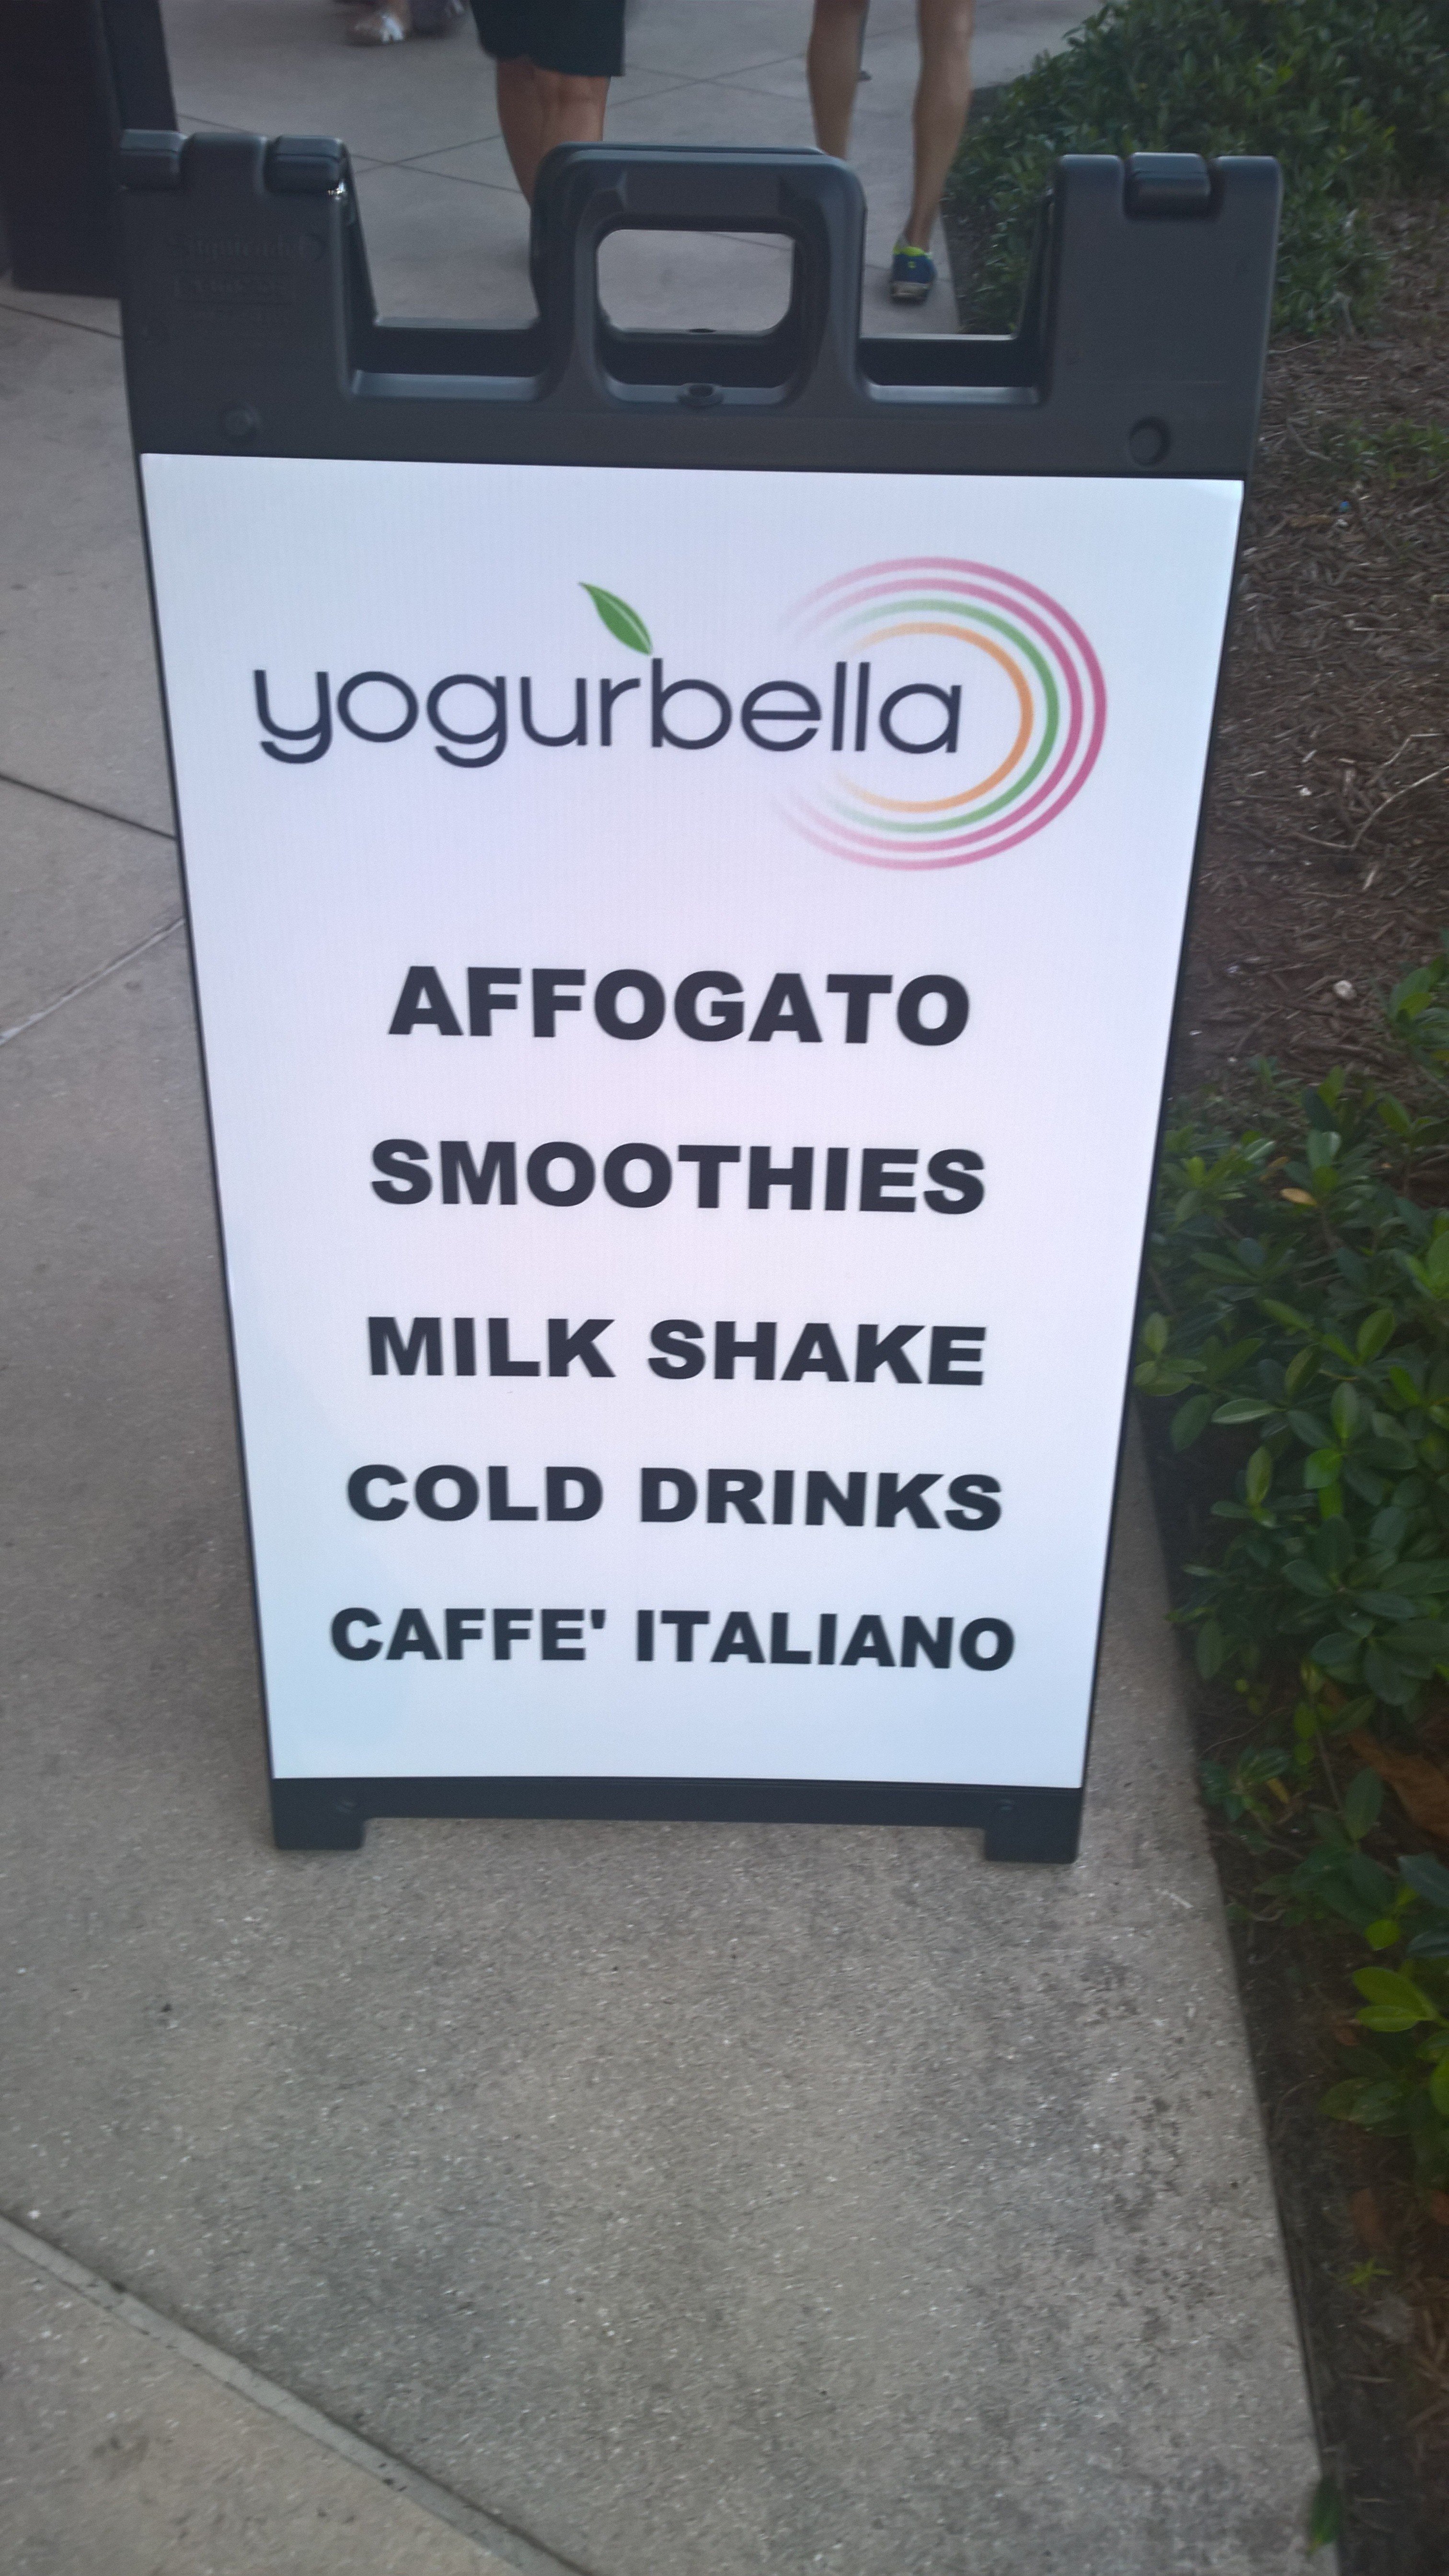 yogurbella
AFFOGATO
SMOOTHIES
MILK SHAKE
COLD DRINKS
CAFFE' ITALIANO